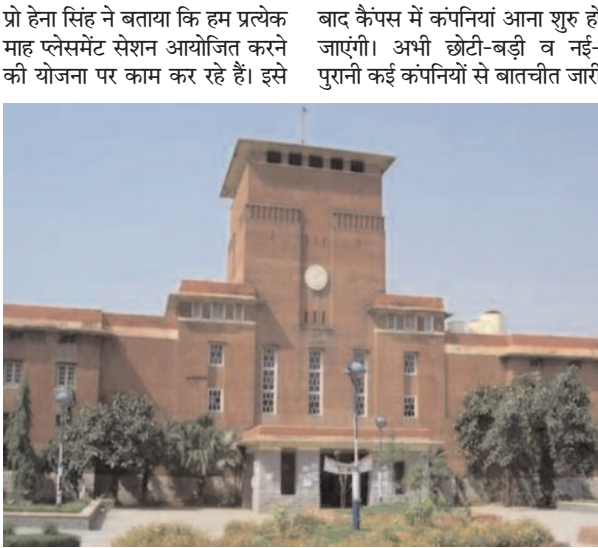 प्रो हेना सिंह ने बताया कि हम प्रत्येक
माह प्लेसमेंट सेशन आयोजित करने
की योजना पर काम कर रहे हैं। इसे
बाद कैंपस में कंपनियां आना शुरु हो
जाएंगी। अभी छोटी-बड़ी व नई-
पुरानी कई कंपनियों से बातचीत जारी